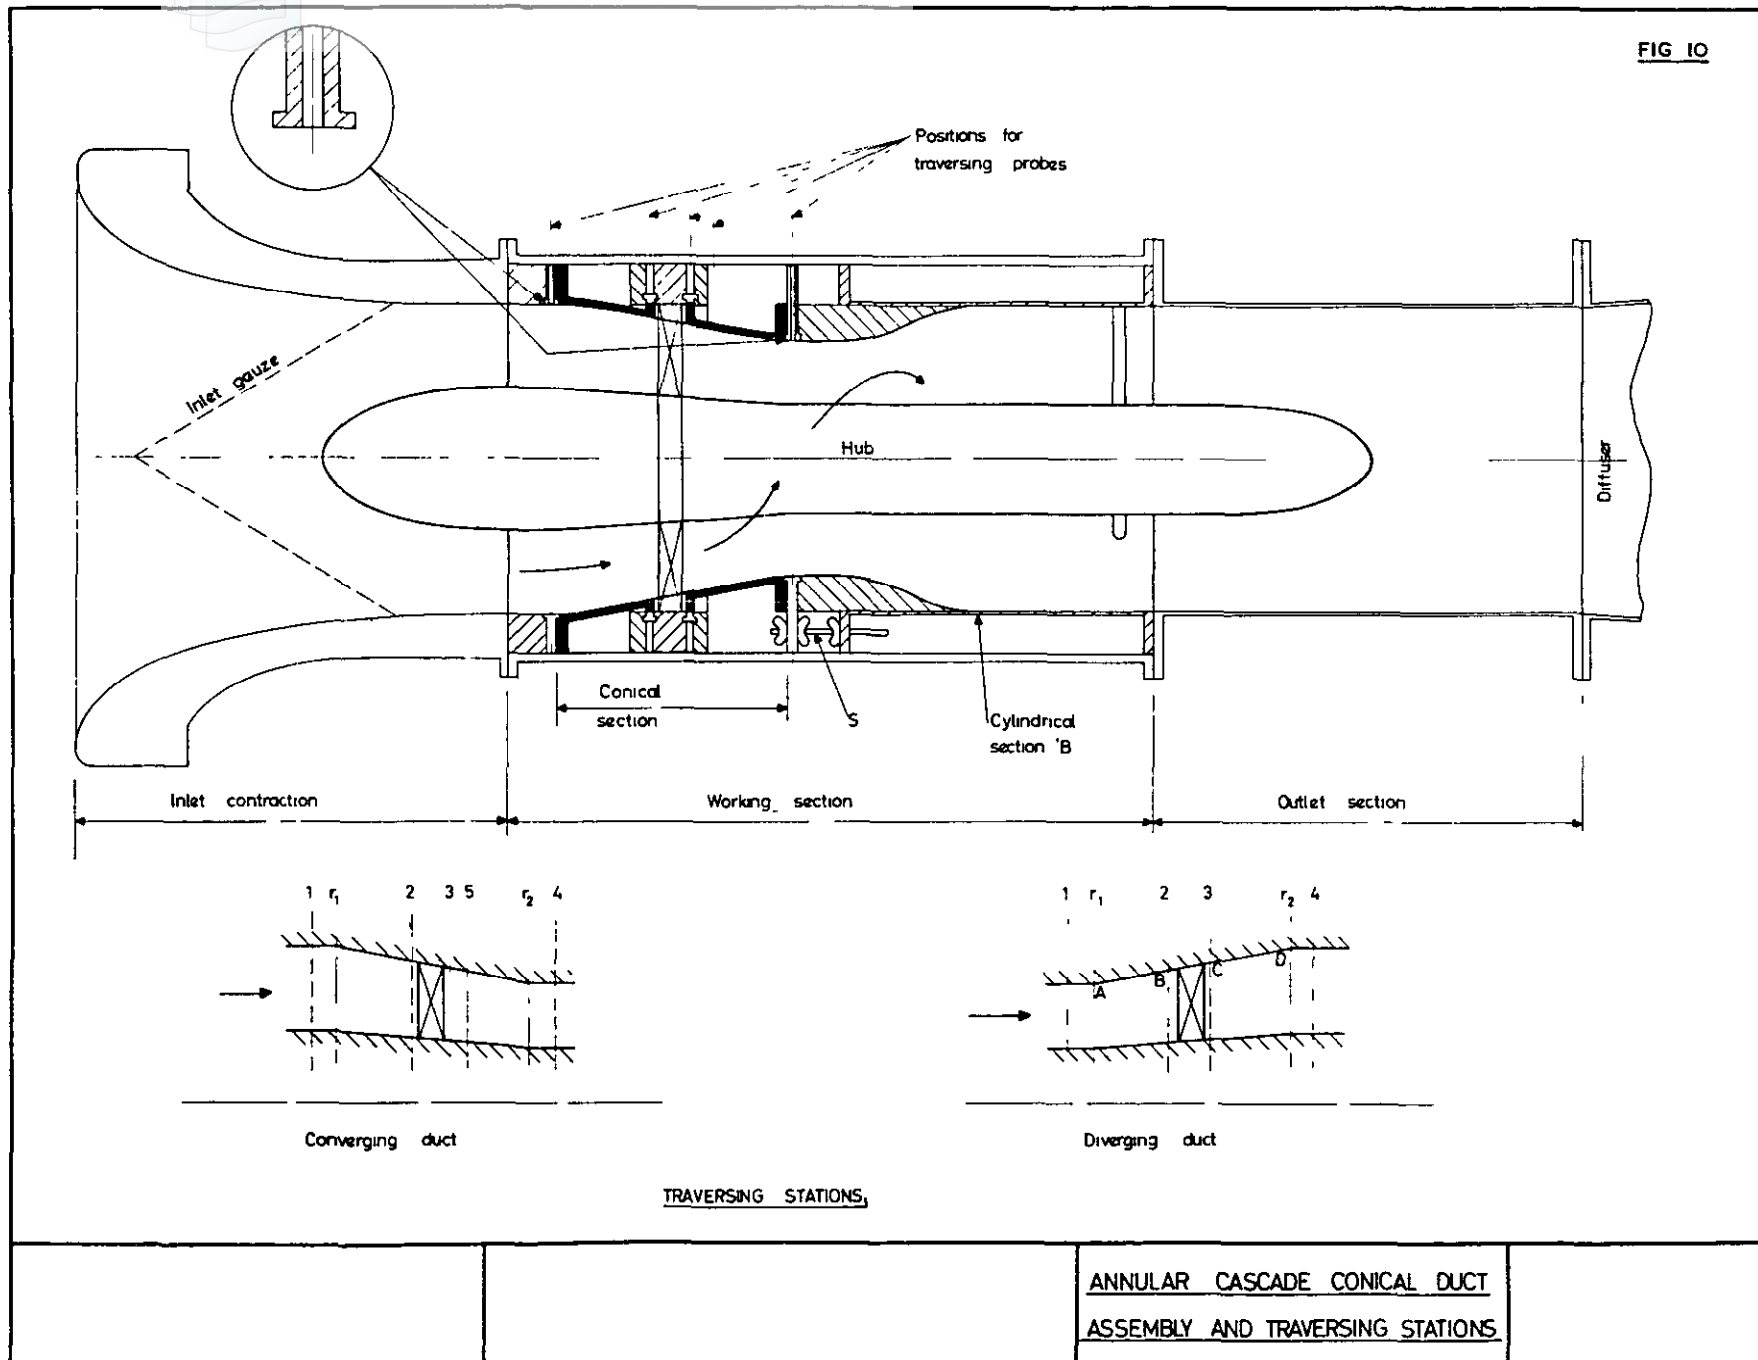 FIG 10
Positions for
traversing probes
Inlet gauze
Hub
Diffuser
Conical
section
S
Cylindrical
section 'B
Inlet contraction
Working section
Outlet section
1 r₁ 2 3 5 r₂ 4
1 r₁ 2 3 r₂ 4
A B C D
Converging duct
Diverging duct
TRAVERSING STATIONS,
ANNULAR CASCADE CONICAL DUCT
ASSEMBLY AND TRAVERSING STATIONS